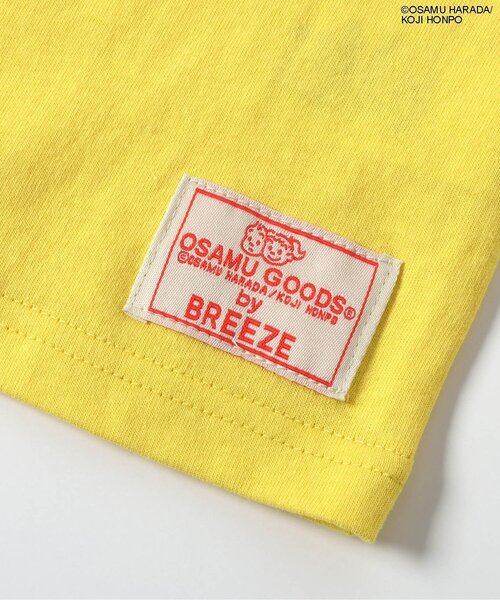 ©OSAMU HARADA/
KOJI HONPO
OSAMU GOODS®
©OSAMU HARADA/KOJI HONPO
by
BREEZE